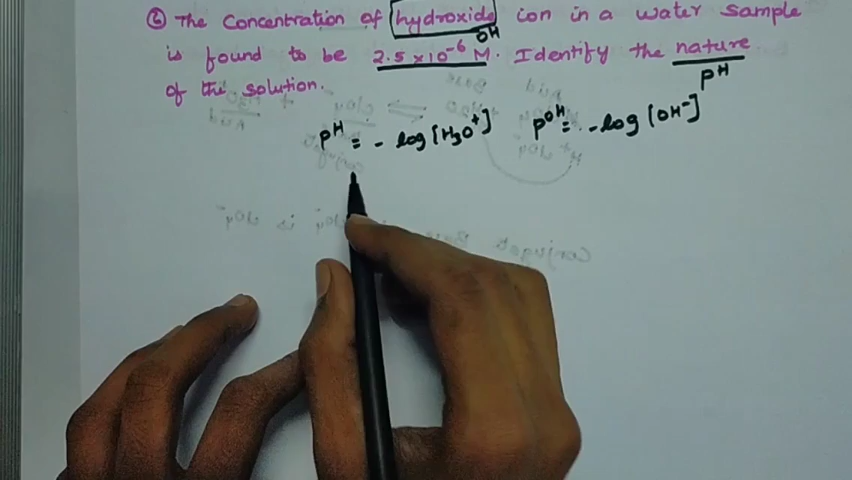 ⑥ The Concentration of hydroxide ion in a water sample
OH
is found to be 2.5 x 10⁻⁶ M. Identify the nature
of the solution.
pH
pH = - log [H₃O⁺] pOH = - log [OH⁻]